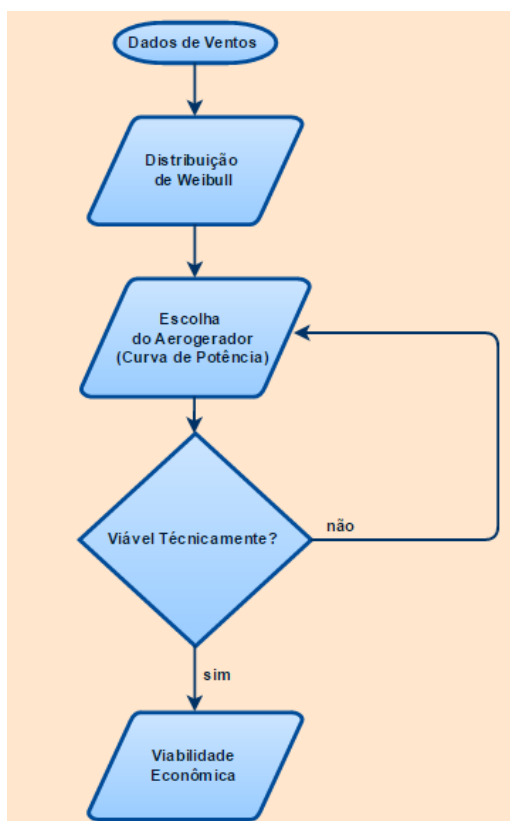 Dados de Ventos
Distribuição
de Weibull
Escolha
do Aerogerador
(Curva de Potência)
Viável Técnicamente?
não
sim
Viabilidade
Econômica